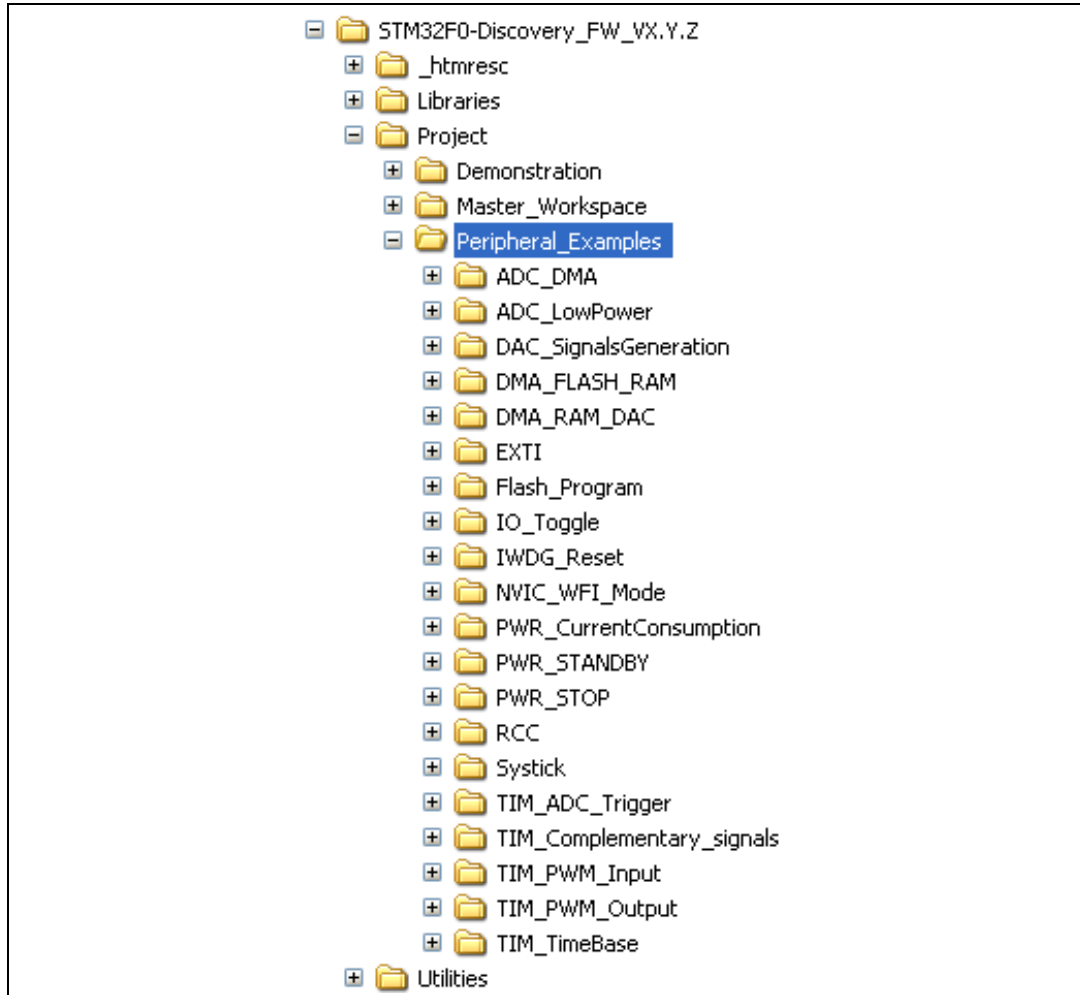 STM32F0-Discovery_FW_VX.Y.Z
_htmresc
Libraries
Project
Demonstration
Master_Workspace
Peripheral_Examples
ADC_DMA
ADC_LowPower
DAC_SignalsGeneration
DMA_FLASH_RAM
DMA_RAM_DAC
EXTI
Flash_Program
IO_Toggle
IWDG_Reset
NVIC_WFI_Mode
PWR_CurrentConsumption
PWR_STANDBY
PWR_STOP
RCC
Systick
TIM_ADC_Trigger
TIM_Complementary_signals
TIM_PWM_Input
TIM_PWM_Output
TIM_TimeBase
Utilities